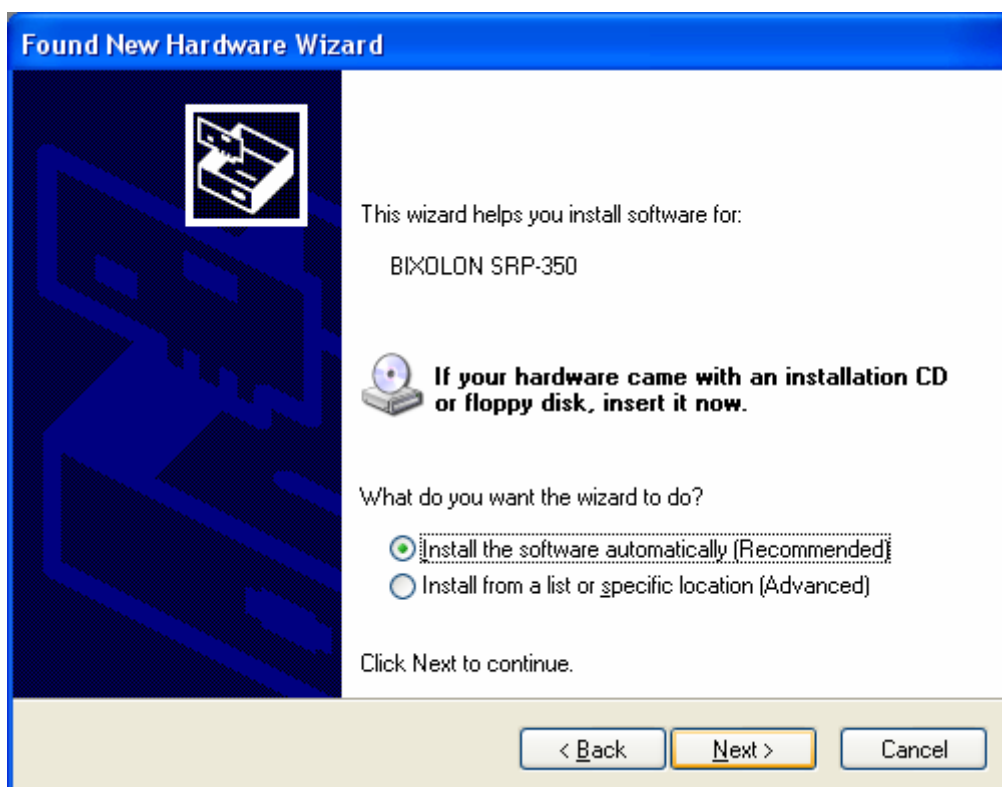 Found New Hardware Wizard
This wizard helps you install software for:
BIXOLON SRP-350
If your hardware came with an installation CD
or floppy disk, insert it now.
What do you want the wizard to do?
Install the software automatically (Recommended)
Install from a list or specific location (Advanced)
Click Next to continue.
< Back Next > Cancel